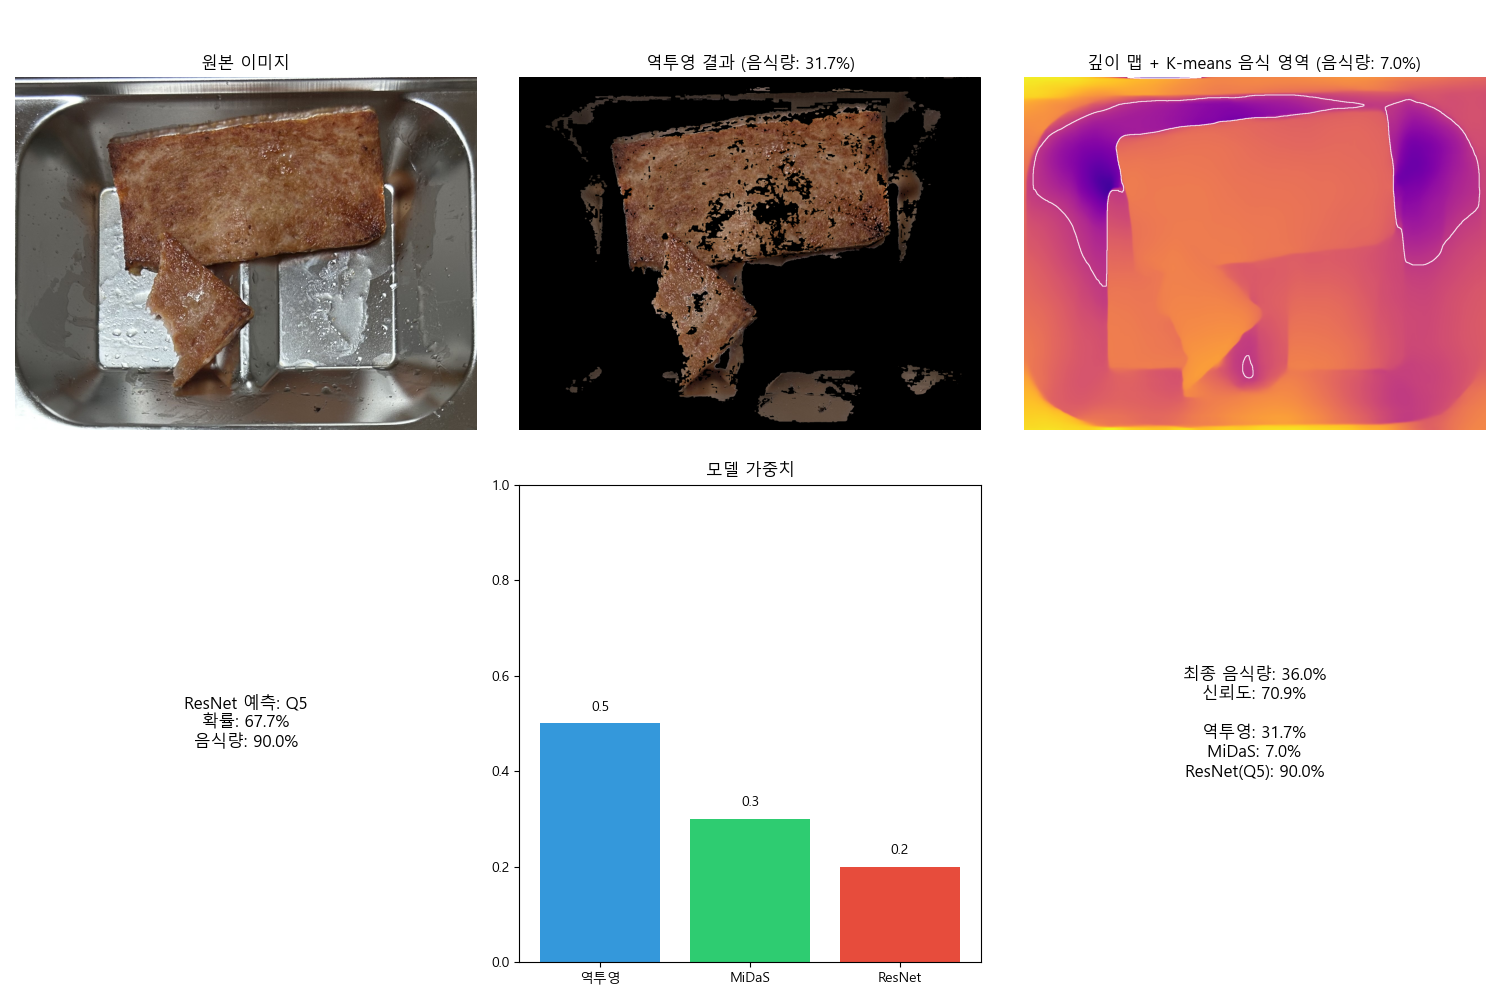 원본 이미지
역투영 결과 (음식량: 31.7%)
깊이 맵 + K-means 음식 영역 (음식량: 7.0%)
ResNet 예측: Q5
확률: 67.7%
음식량: 90.0%
모델 가중치
1.0
0.8
0.6
0.4
0.2
0.0
0.5
0.3
0.2
역투영
MiDaS
ResNet
최종 음식량: 36.0%
신뢰도: 70.9%
역투영: 31.7%
MiDaS: 7.0%
ResNet(Q5): 90.0%